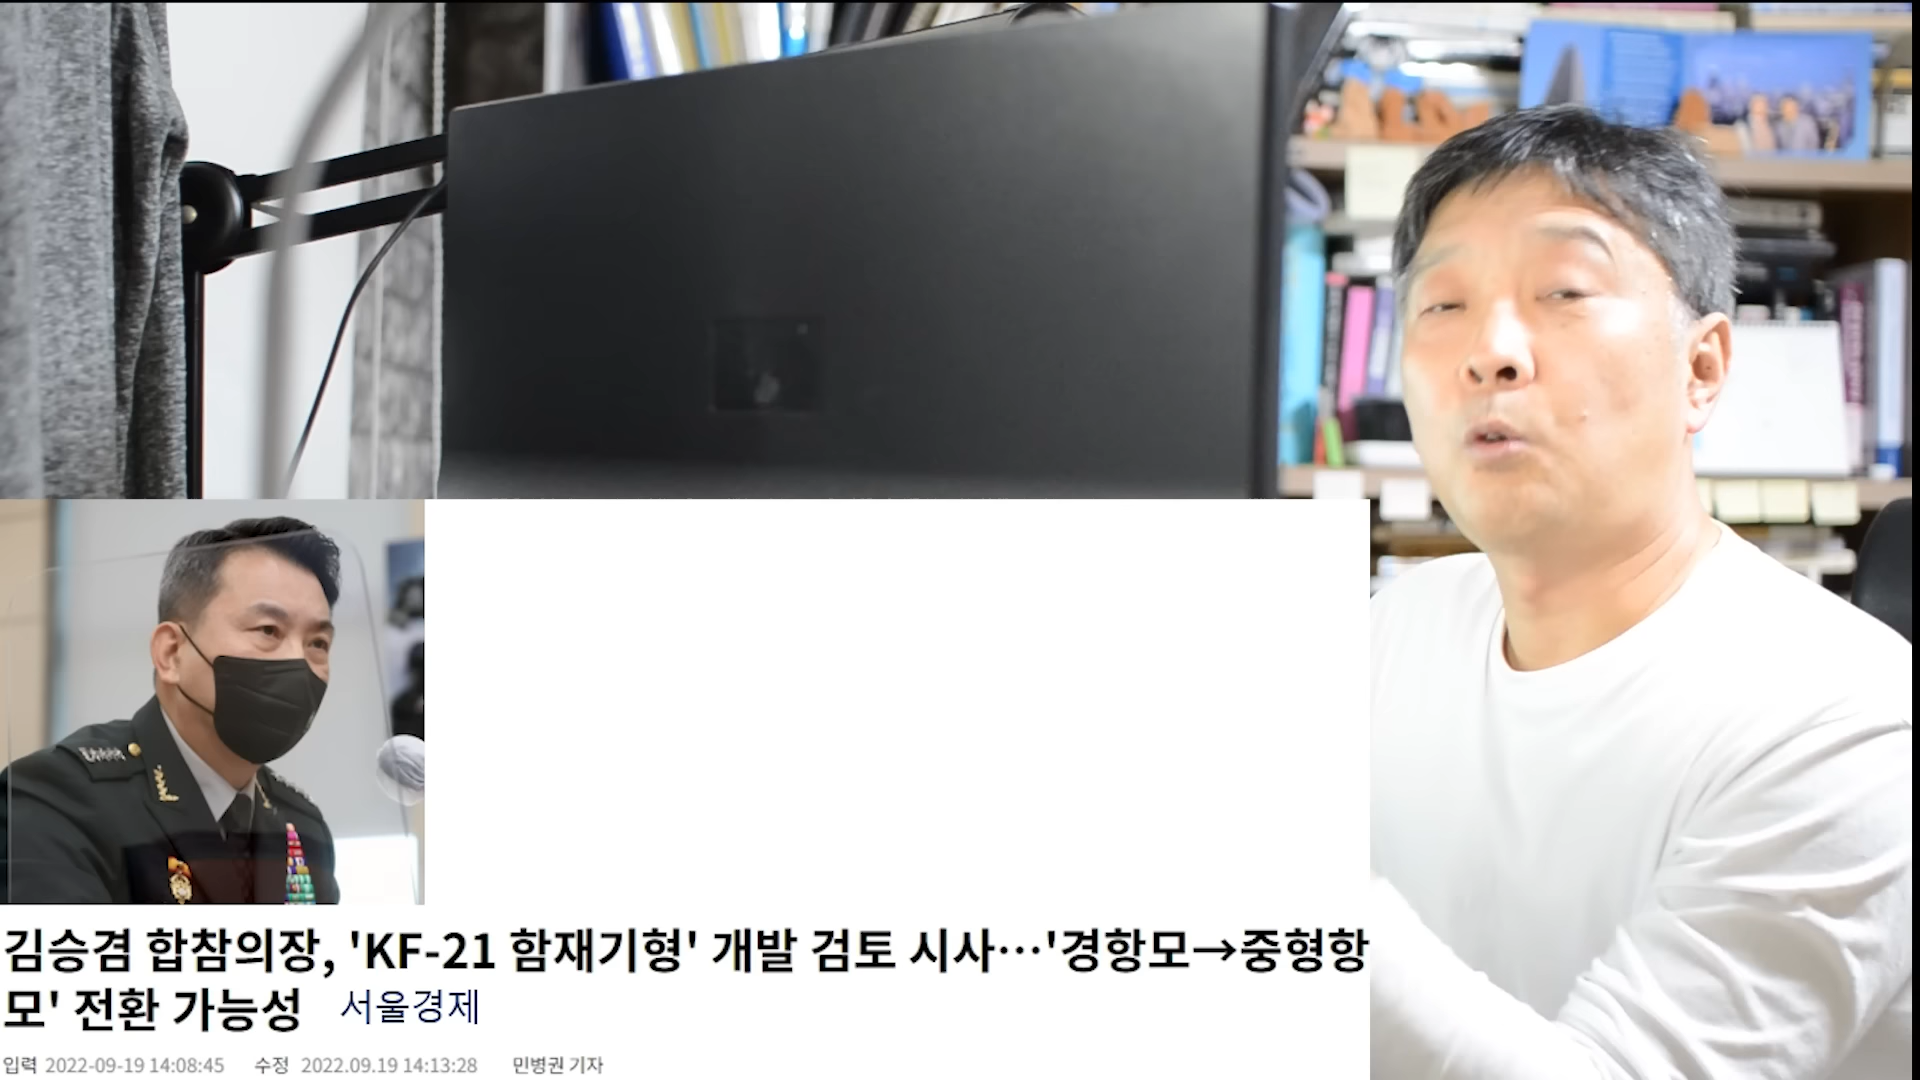 김승겸 합참의장, 'KF-21 함재기형' 개발 검토 시사…'경항모→중형항
모' 전환 가능성 서울경제
입력 2022-09-19 14:08:45 수정 2022.09.19 14:13:28 민병권 기자